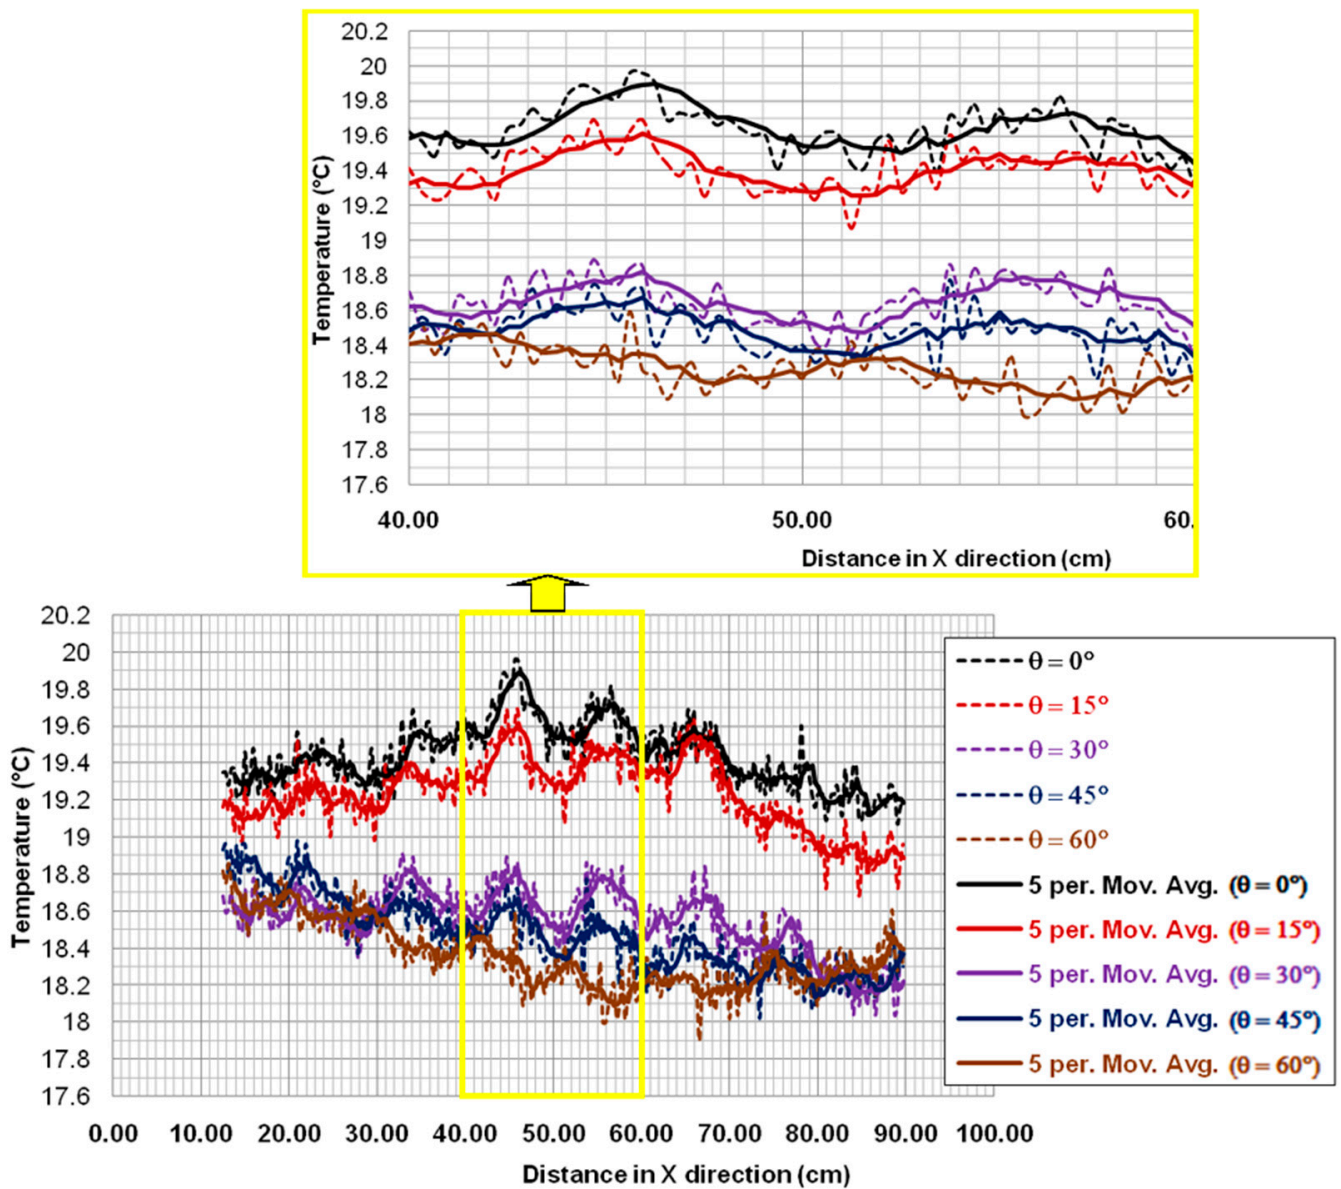 20.2
20
19.8
19.6
19.4
19.2
19
18.8
18.6
18.4
18.2
18
17.8
17.6
Temperature (°C)
40.00 50.00 60.
Distance in X direction (cm)
20.2
20
19.8
19.6
19.4
19.2
19
18.8
18.6
18.4
18.2
18
17.8
17.6
Temperature (°C)
0.00 10.00 20.00 30.00 40.00 50.00 60.00 70.00 80.00 90.00 100.00
Distance in X direction (cm)
θ = 0°
θ = 15°
θ = 30°
θ = 45°
θ = 60°
5 per. Mov. Avg. (θ = 0°)
5 per. Mov. Avg. (θ = 15°)
5 per. Mov. Avg. (θ = 30°)
5 per. Mov. Avg. (θ = 45°)
5 per. Mov. Avg. (θ = 60°)